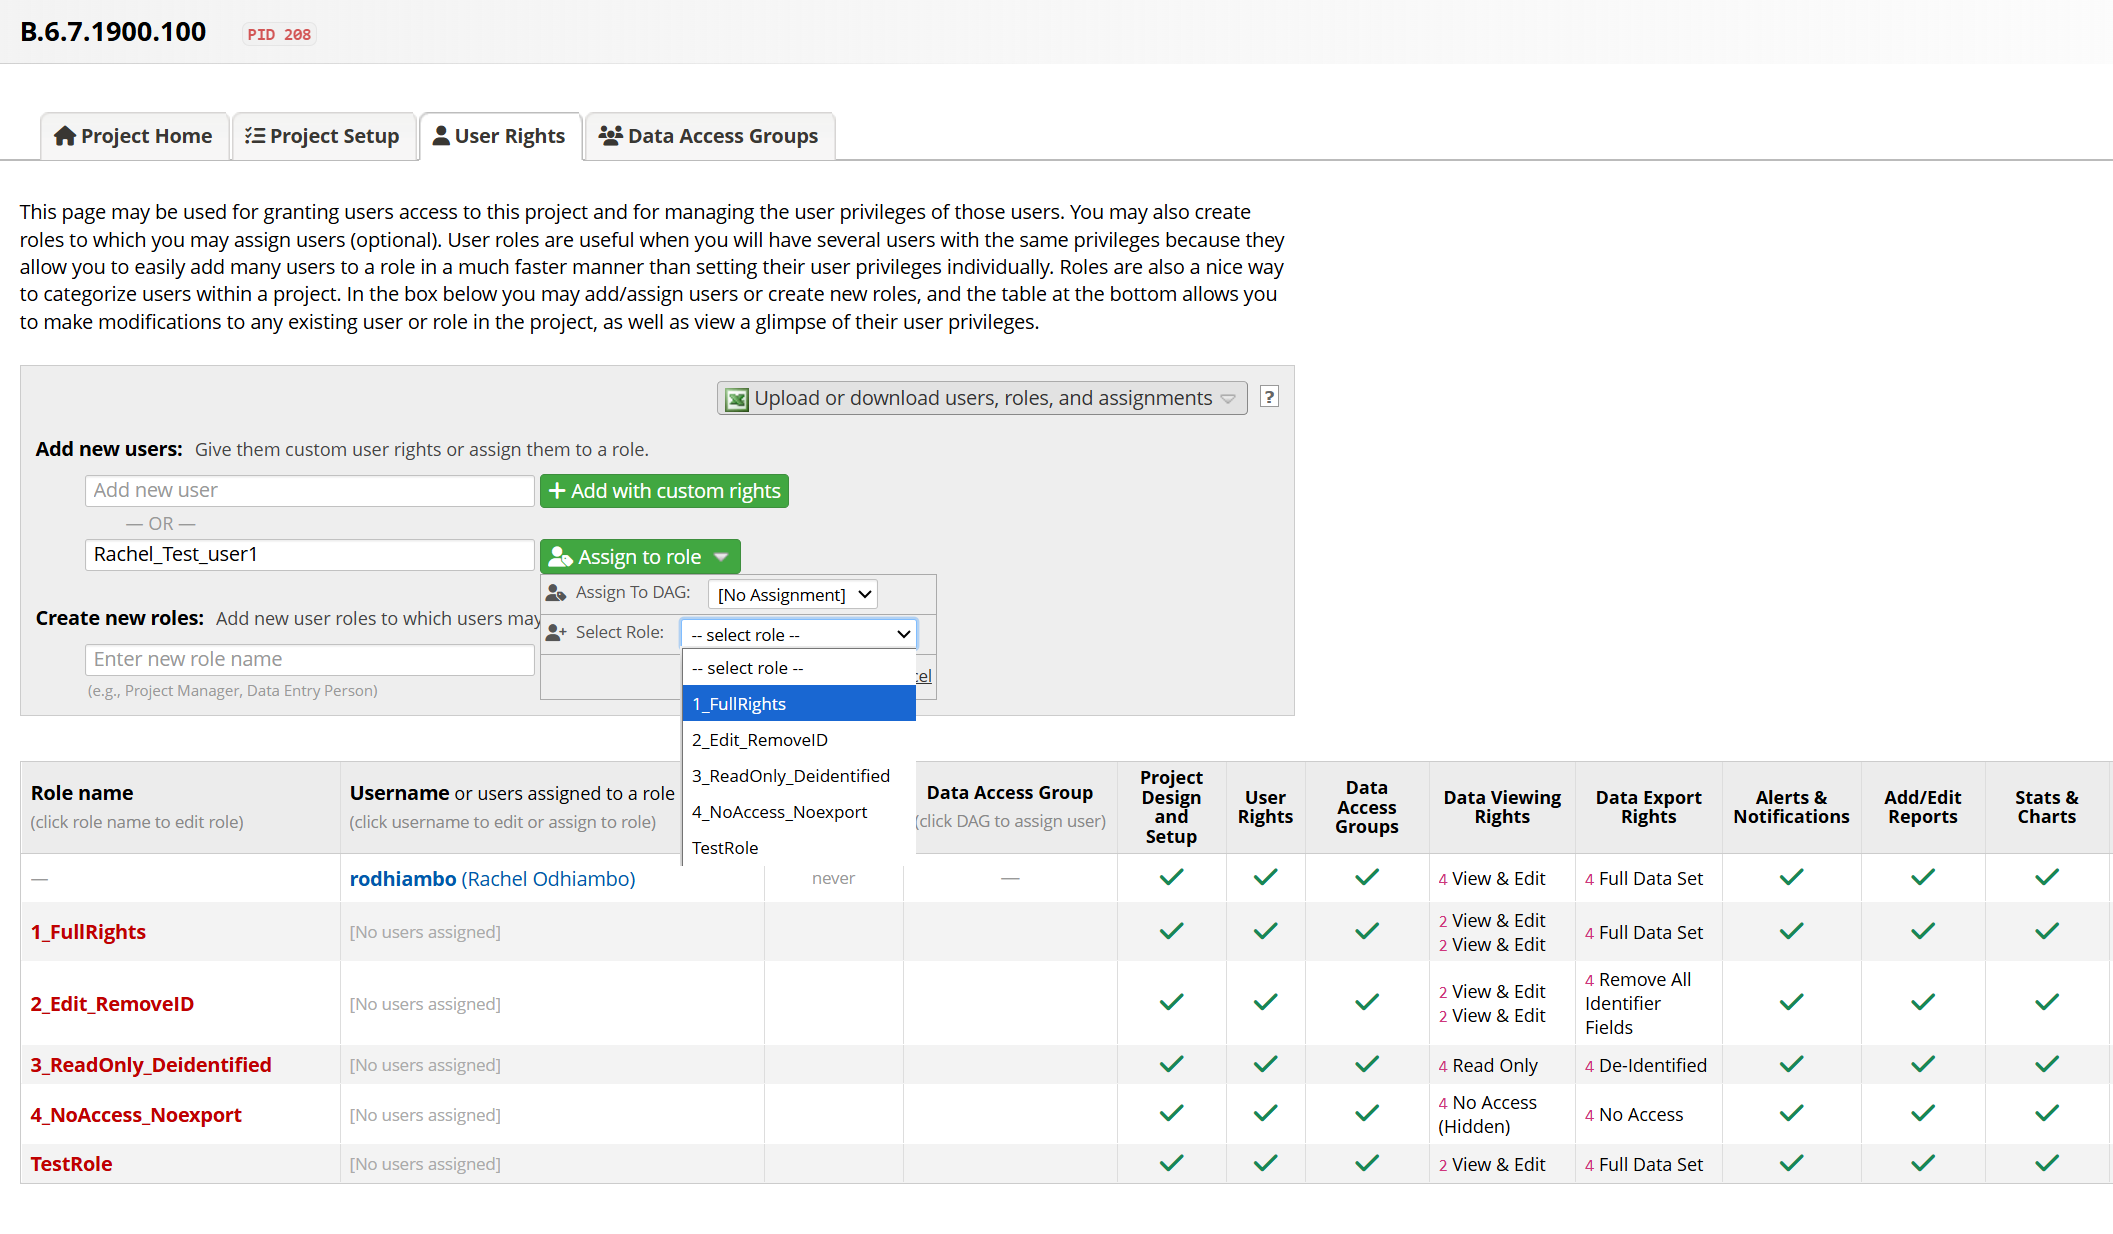 B.6.7.1900.100 PID 208
Project Home Project Setup User Rights Data Access Groups
This page may be used for granting users access to this project and for managing the user privileges of those users. You may also create
roles to which you may assign users (optional). User roles are useful when you will have several users with the same privileges because they
allow you to easily add many users to a role in a much faster manner than setting their user privileges individually. Roles are also a nice way
to categorize users within a project. In the box below you may add/assign users or create new roles, and the table at the bottom allows you
to make modifications to any existing user or role in the project, as well as view a glimpse of their user privileges.
Upload or download users, roles, and assignments ?
Add new users: Give them custom user rights or assign them to a role.
Add new user + Add with custom rights
— OR —
Rachel_Test_user1 Assign to role
Assign To DAG: [No Assignment]
Create new roles: Add new user roles to which users may
Select Role: -- select role --
Enter new role name
(e.g., Project Manager, Data Entry Person)
-- select role --
1_FullRights
2_Edit_RemoveID
3_ReadOnly_Deidentified
4_NoAccess_Noexport
TestRole
Role name
(click role name to edit role)
Username or users assigned to a role
(click username to edit or assign to role)
Data Access Group
(click DAG to assign user)
Project
Design
and
Setup
User
Rights
Data
Access
Groups
Data Viewing
Rights
Data Export
Rights
Alerts &
Notifications
Add/Edit
Reports
Stats &
Charts
— rodhiambo (Rachel Odhiambo) never — 4 View & Edit 4 Full Data Set
1_FullRights [No users assigned] 2 View & Edit
2 View & Edit
4 Full Data Set
2_Edit_RemoveID [No users assigned] 2 View & Edit
2 View & Edit
4 Remove All
Identifier
Fields
3_ReadOnly_Deidentified [No users assigned] 4 Read Only 4 De-Identified
4_NoAccess_Noexport [No users assigned] 4 No Access
(Hidden)
4 No Access
TestRole [No users assigned] 2 View & Edit 4 Full Data Set